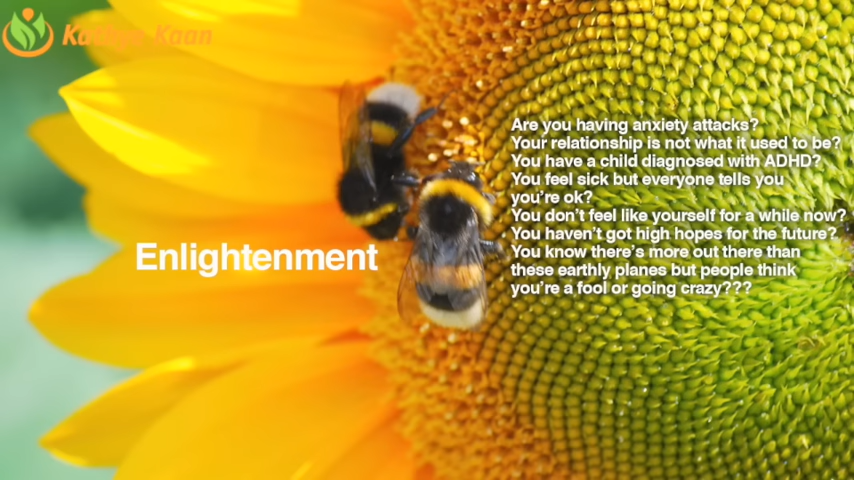 Kaan
Enlightenment
Are you having anxiety attacks?
Your relationship is not what it used to be?
You have a child diagnosed with ADHD?
You feel sick but everyone tells you
you're ok?
You don't feel like yourself for a while now?
You haven't got high hopes for the future?
You know there's more out there than
these earthly planes but people think
you're a fool or going crazy???